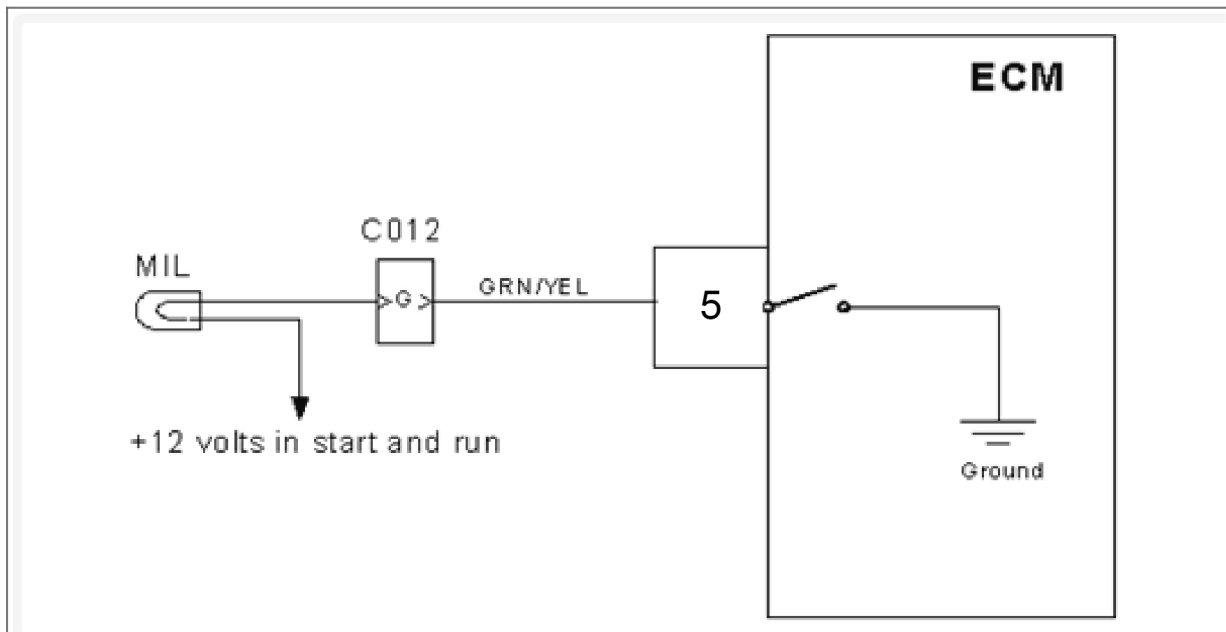 ECM
C012
MIL
>G>
GRN/YEL
5
+12 volts in start and run
Ground